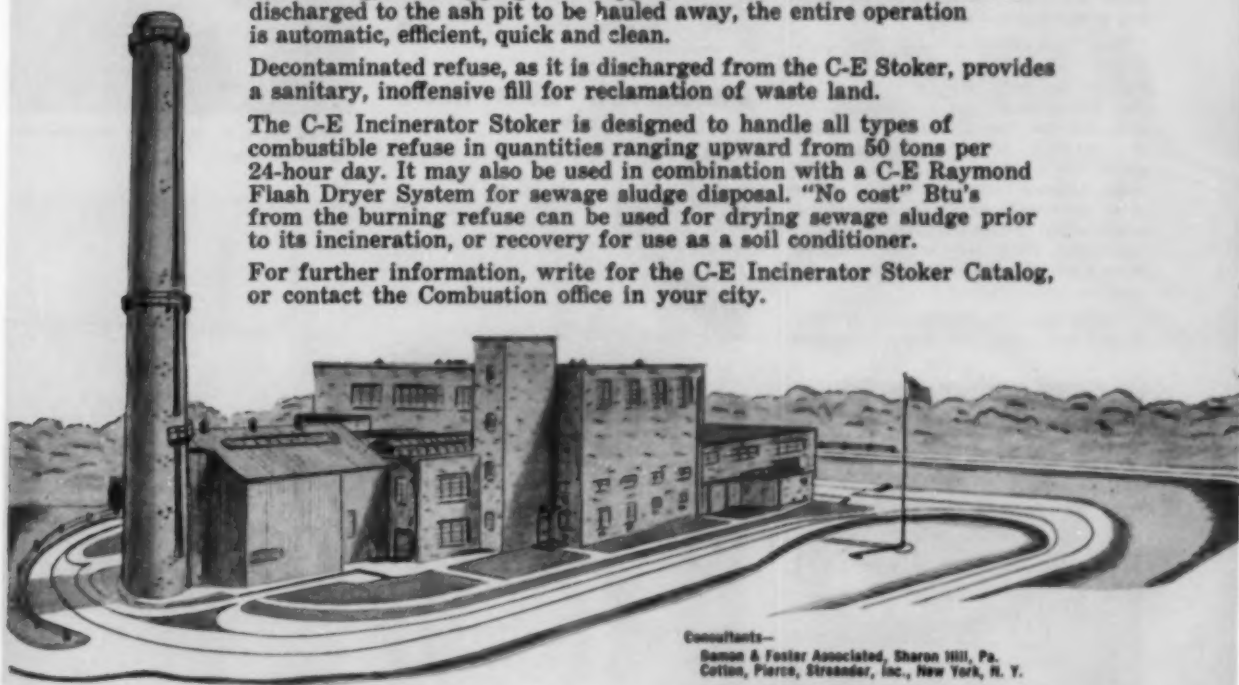 discharged to the ash pit to be hauled away, the entire operation
is automatic, efficient, quick and clean.
Decontaminated refuse, as it is discharged from the C-E Stoker, provides
a sanitary, inoffensive fill for reclamation of waste land.
The C-E Incinerator Stoker is designed to handle all types of
combustible refuse in quantities ranging upward from 50 tons per
24-hour day. It may also be used in combination with a C-E Raymond
Flash Dryer System for sewage sludge disposal. "No cost" Btu's
from the burning refuse can be used for drying sewage sludge prior
to its incineration, or recovery for use as a soil conditioner.
For further information, write for the C-E Incinerator Stoker Catalog,
or contact the Combustion office in your city.
Consultants—
Damon & Foster Associated, Sharon Hill, Pa.
Cotton, Pierce, Streander, Inc., New York, N. Y.